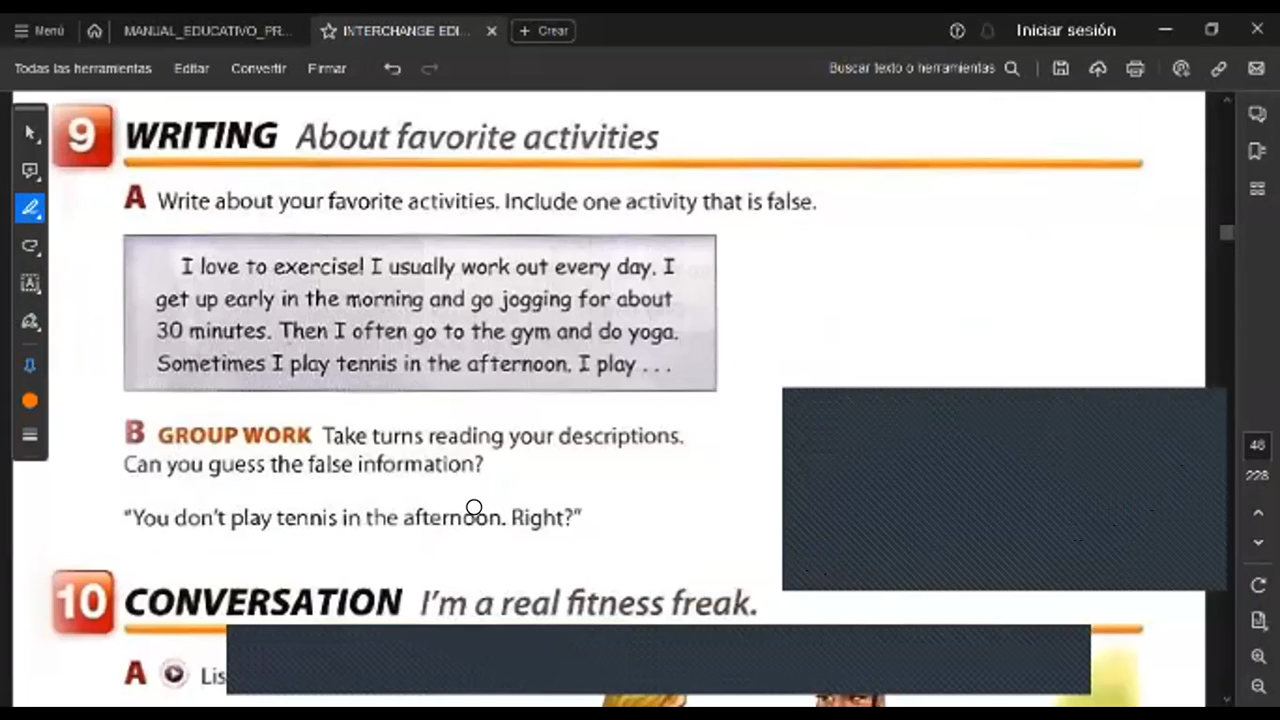 Menú
MANUAL_EDUCATIVO_PR...
INTERCHANGE EDI...
Crear
Iniciar sesión
Todas las herramientas
Editar
Convertir
Firmar
Buscar texto o herramientas
9 WRITING About favorite activities
A Write about your favorite activities. Include one activity that is false.
I love to exercise! I usually work out every day. I
get up early in the morning and go jogging for about
30 minutes. Then I often go to the gym and do yoga.
Sometimes I play tennis in the afternoon. I play . . .
B GROUP WORK Take turns reading your descriptions.
Can you guess the false information?
"You don't play tennis in the afternoon. Right?"
10 CONVERSATION I'm a real fitness freak.
A Lis
46
228